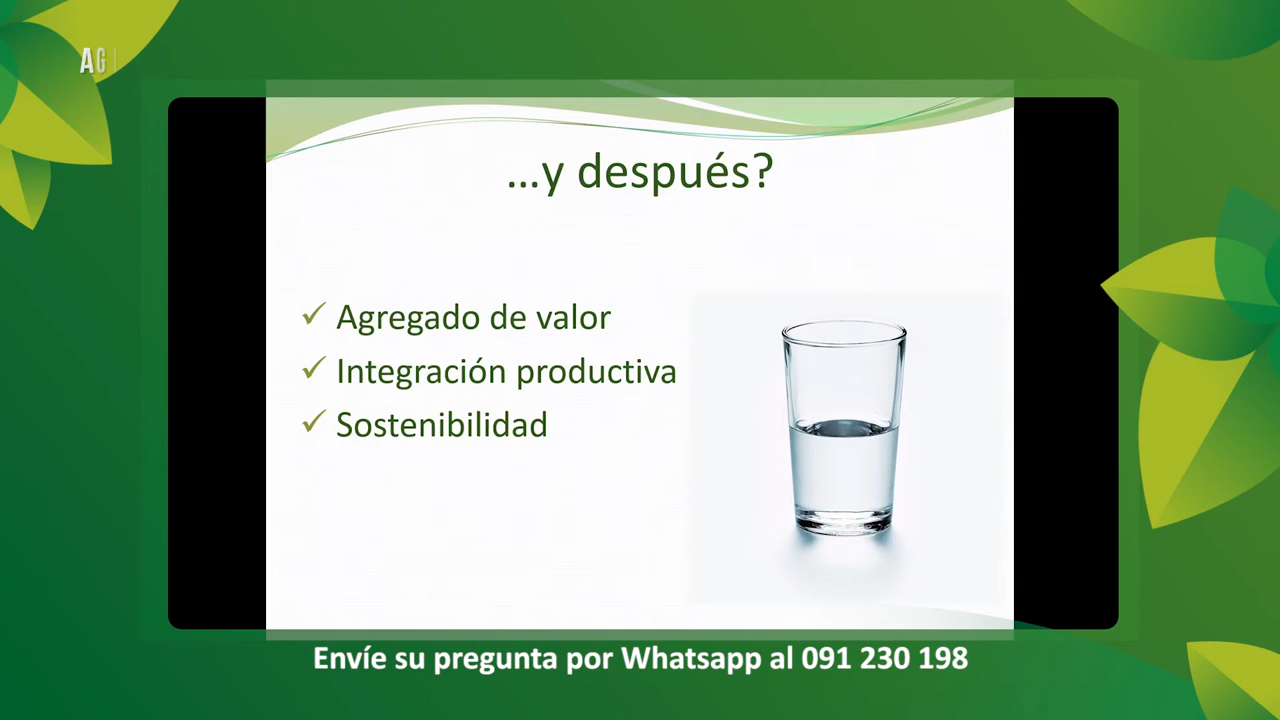 AG
…y después?
✓ Agregado de valor
✓ Integración productiva
✓ Sostenibilidad
Envíe su pregunta por Whatsapp al 091 230 198